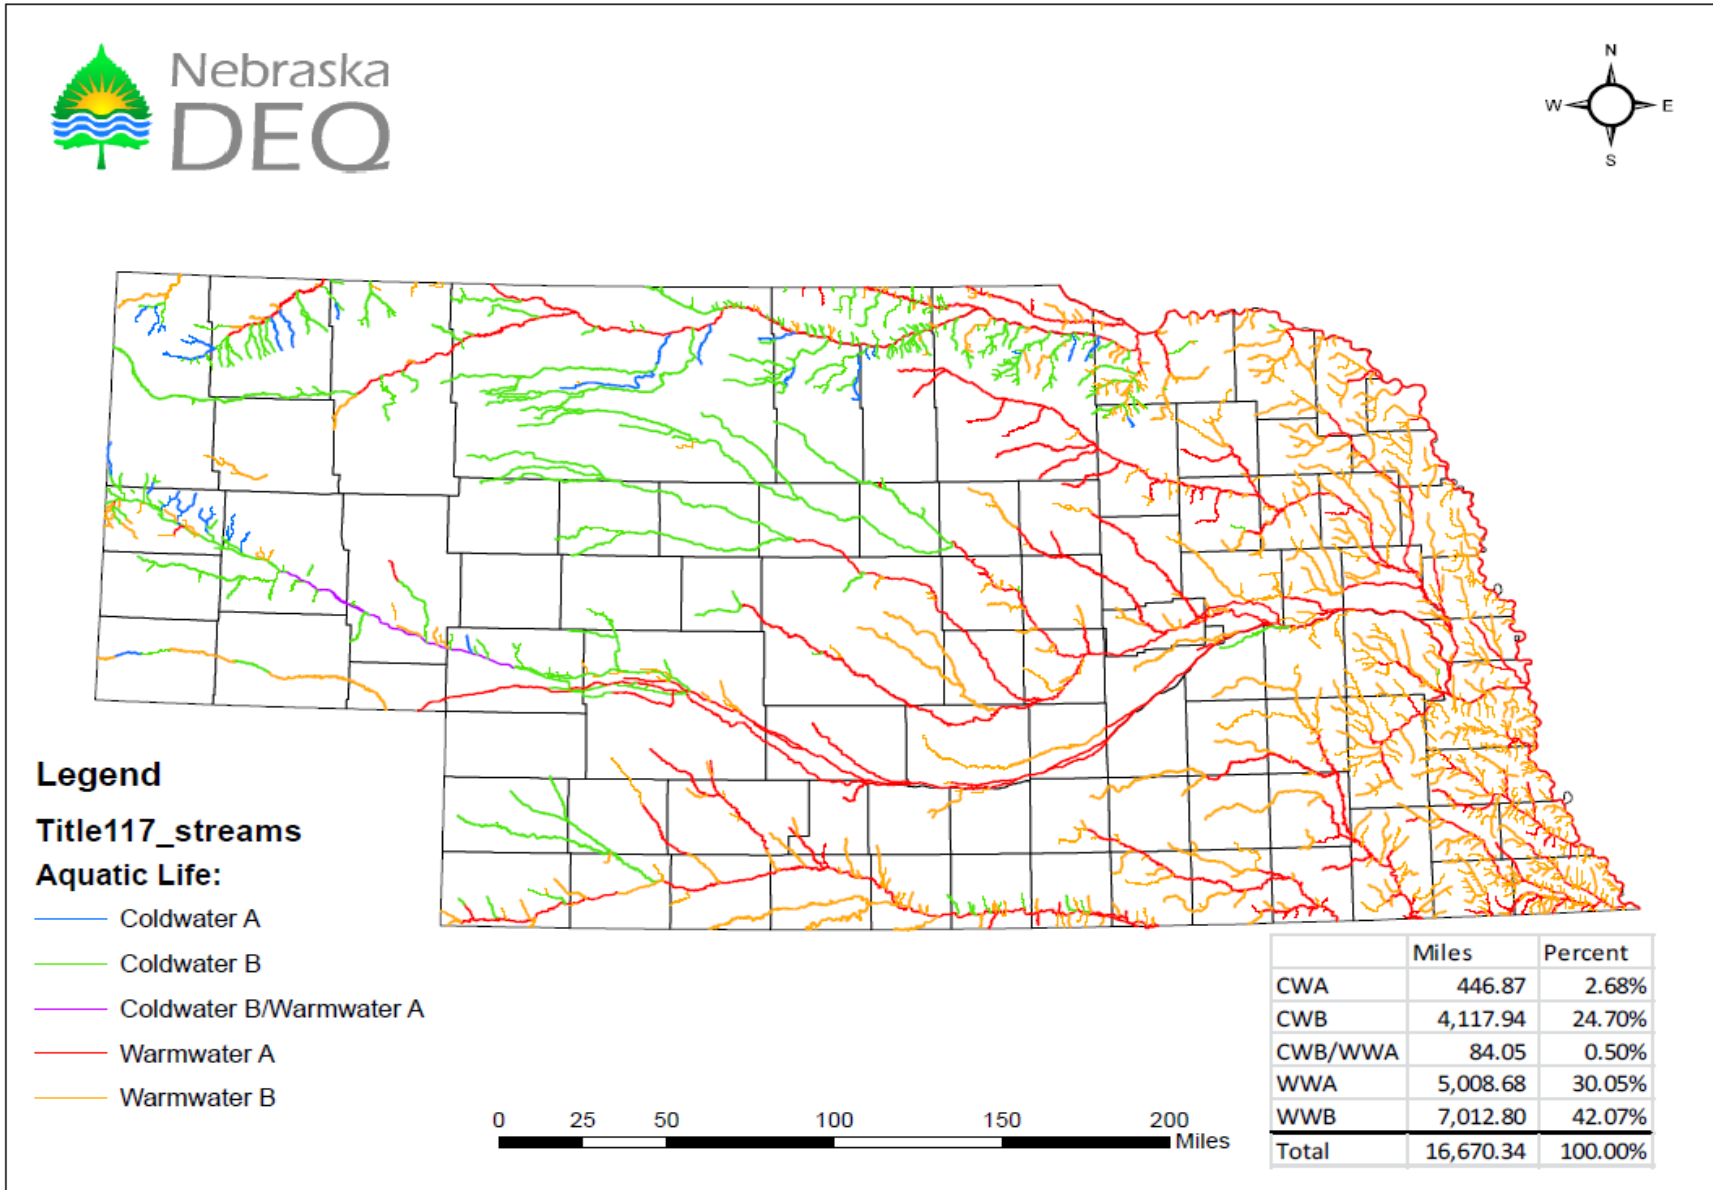 Nebraska
DEQ
N
W
E
S
Legend
Title117_streams
Aquatic Life:
Coldwater A
Coldwater B
Coldwater B/Warmwater A
Warmwater A
Warmwater B
0 25 50 100 150 200
Miles
Miles Percent
CWA 446.87 2.68%
CWB 4,117.94 24.70%
CWB/WWA 84.05 0.50%
WWA 5,008.68 30.05%
WWB 7,012.80 42.07%
Total 16,670.34 100.00%